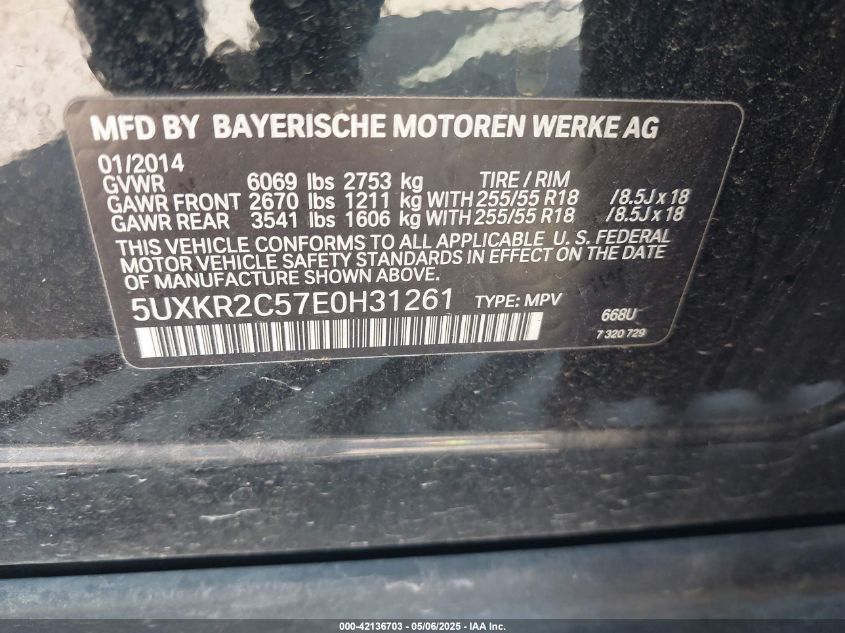 MFD BY BAYERISCHE MOTOREN WERKE AG
01/2014
GVWR 6069 lbs 2753 kg TIRE / RIM
GAWR FRONT 2670 lbs 1211 kg WITH 255/55 R18 /8.5J x 18
GAWR REAR 3541 lbs 1606 kg WITH 255/55 R18 /8.5J x 18
THIS VEHICLE CONFORMS TO ALL APPLICABLE U.S. FEDERAL
MOTOR VEHICLE SAFETY STANDARDS IN EFFECT ON THE DATE
OF MANUFACTURE SHOWN ABOVE.
5UXKR2C57E0H31261 TYPE: MPV
668U
7 320 729
000-42136703 - 05/06/2025 - IAA Inc.